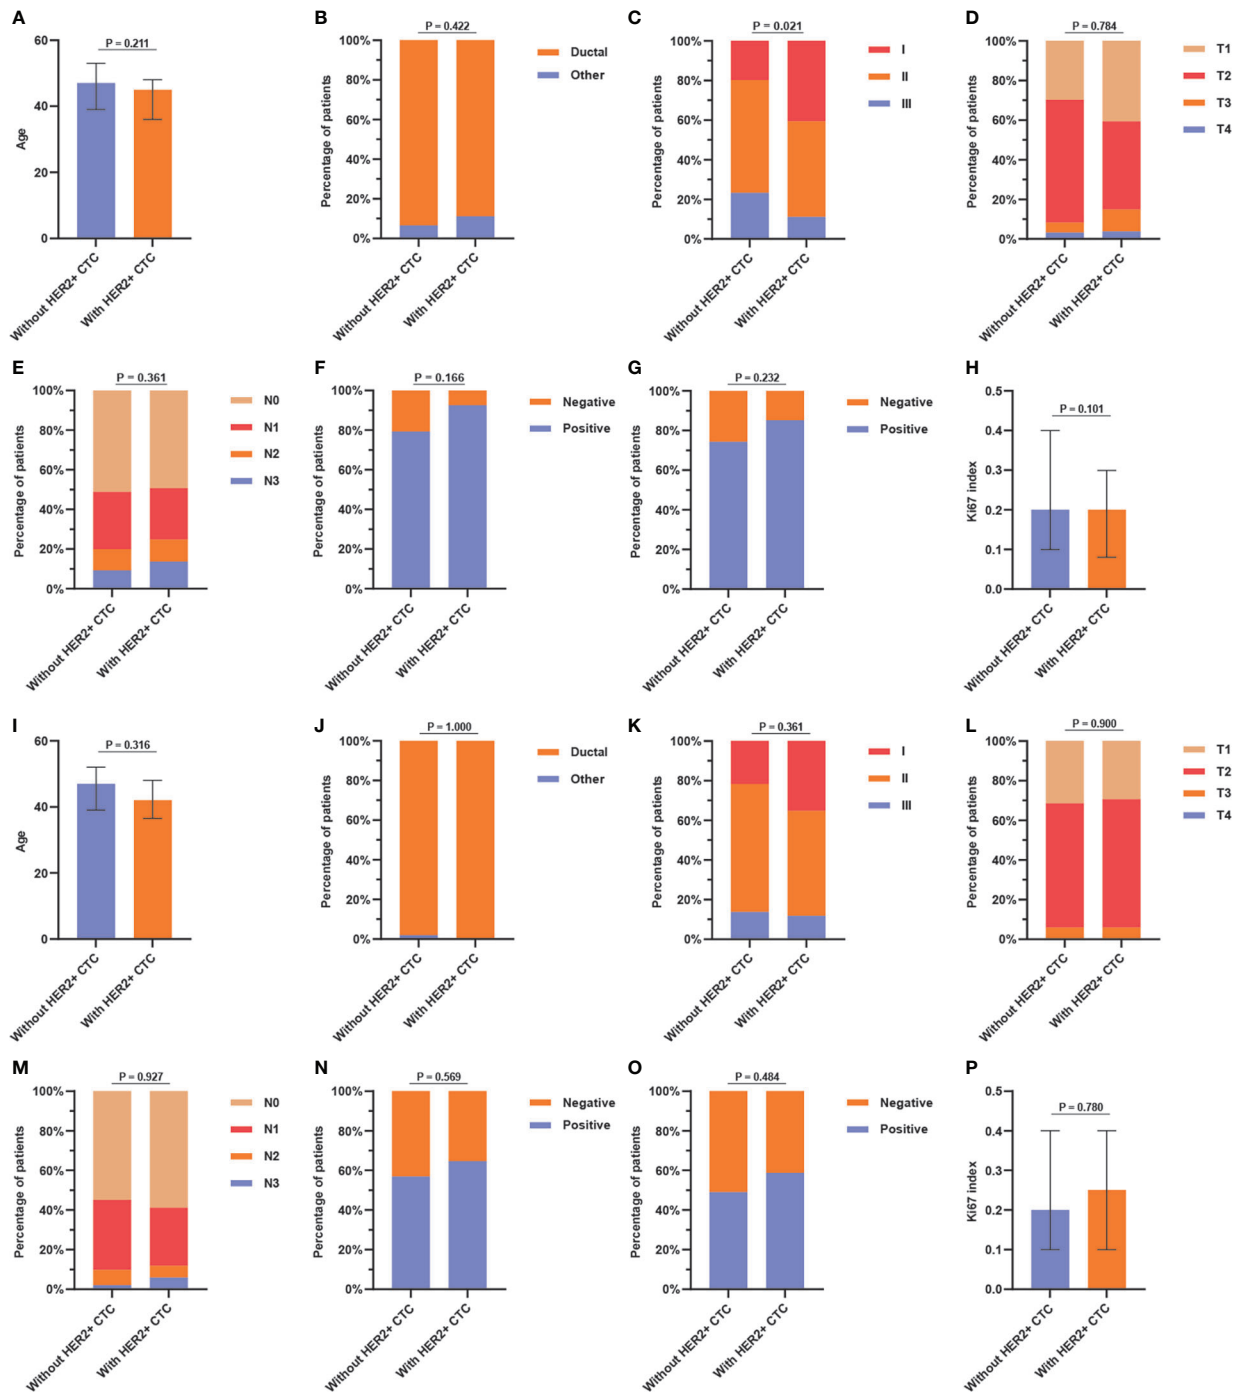 A
P = 0.211
60
40
20
0
Age
Without HER2+ CTC
With HER2+ CTC
B
P = 0.422
100%
80%
60%
40%
20%
0%
Percentage of patients
Ductal
Other
Without HER2+ CTC
With HER2+ CTC
C
P = 0.021
100%
80%
60%
40%
20%
0%
Percentage of patients
I
II
III
Without HER2+ CTC
With HER2+ CTC
D
P = 0.784
100%
80%
60%
40%
20%
0%
Percentage of patients
T1
T2
T3
T4
Without HER2+ CTC
With HER2+ CTC
E
P = 0.361
100%
80%
60%
40%
20%
0%
Percentage of patients
N0
N1
N2
N3
Without HER2+ CTC
With HER2+ CTC
F
P = 0.166
100%
80%
60%
40%
20%
0%
Percentage of patients
Negative
Positive
Without HER2+ CTC
With HER2+ CTC
G
P = 0.232
100%
80%
60%
40%
20%
0%
Percentage of patients
Negative
Positive
Without HER2+ CTC
With HER2+ CTC
H
P = 0.101
0.5
0.4
0.3
0.2
0.1
0.0
Ki67 index
Without HER2+ CTC
With HER2+ CTC
I
P = 0.316
60
40
20
0
Age
Without HER2+ CTC
With HER2+ CTC
J
P = 1.000
100%
80%
60%
40%
20%
0%
Percentage of patients
Ductal
Other
Without HER2+ CTC
With HER2+ CTC
K
P = 0.361
100%
80%
60%
40%
20%
0%
Percentage of patients
I
II
III
Without HER2+ CTC
With HER2+ CTC
L
P = 0.900
100%
80%
60%
40%
20%
0%
Percentage of patients
T1
T2
T3
T4
Without HER2+ CTC
With HER2+ CTC
M
P = 0.927
100%
80%
60%
40%
20%
0%
Percentage of patients
N0
N1
N2
N3
Without HER2+ CTC
With HER2+ CTC
N
P = 0.569
100%
80%
60%
40%
20%
0%
Percentage of patients
Negative
Positive
Without HER2+ CTC
With HER2+ CTC
O
P = 0.484
100%
80%
60%
40%
20%
0%
Percentage of patients
Negative
Positive
Without HER2+ CTC
With HER2+ CTC
P
P = 0.780
0.5
0.4
0.3
0.2
0.1
0.0
Ki67 index
Without HER2+ CTC
With HER2+ CTC